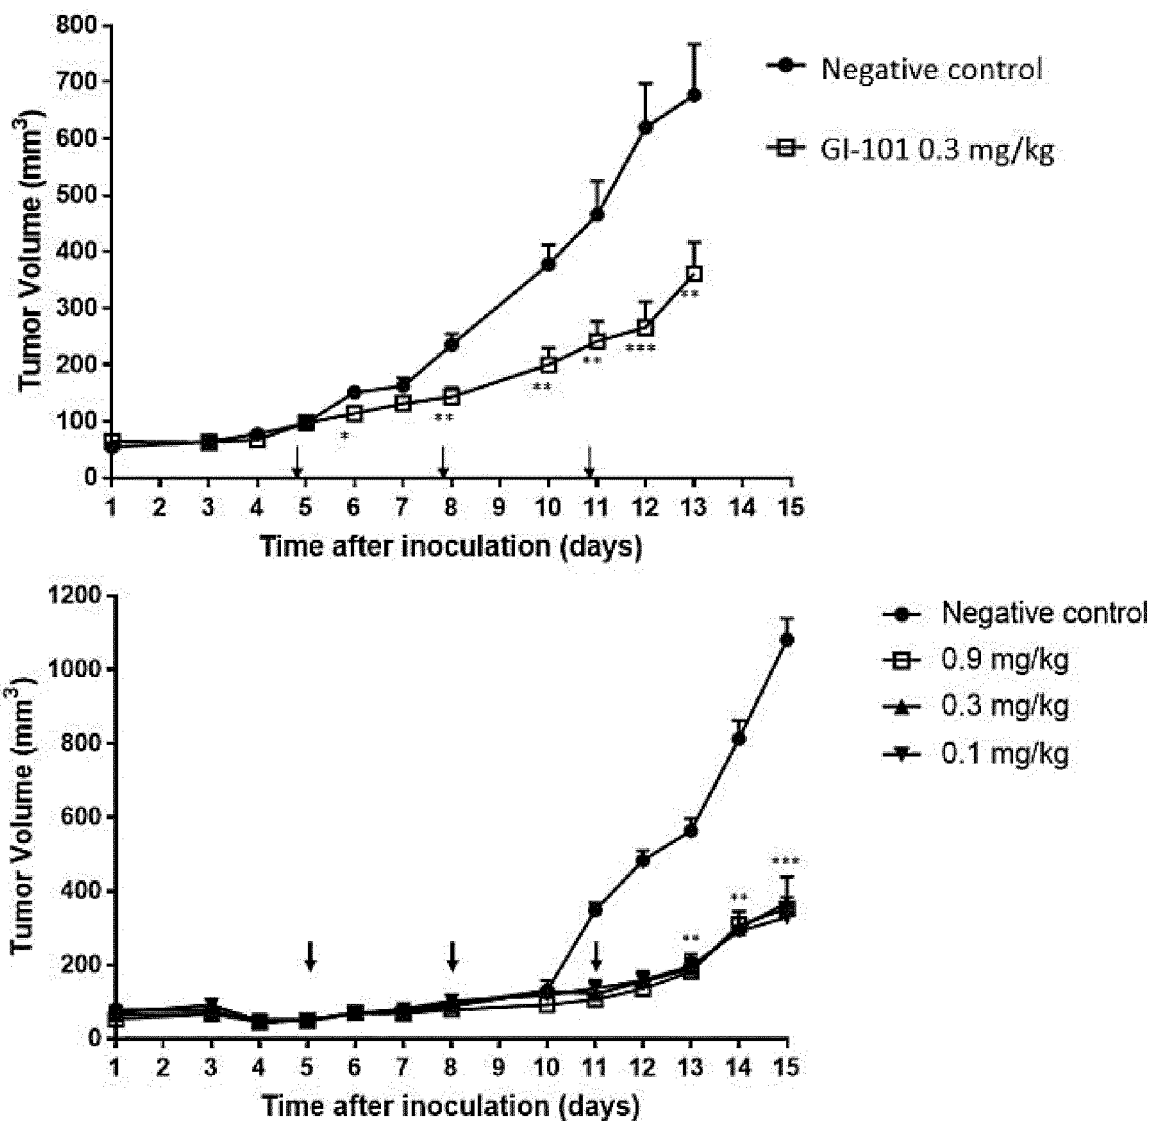 800
700
600
500
400
300
200
100
0
Tumor Volume (mm³)
Negative control
GI-101 0.3 mg/kg
*
**
**
**
***
**
1 2 3 4 5 6 7 8 9 10 11 12 13 14 15
Time after inoculation (days)
1200
1000
800
600
400
200
0
Tumor Volume (mm³)
Negative control
0.9 mg/kg
0.3 mg/kg
0.1 mg/kg
**
**
***
1 2 3 4 5 6 7 8 9 10 11 12 13 14 15
Time after inoculation (days)